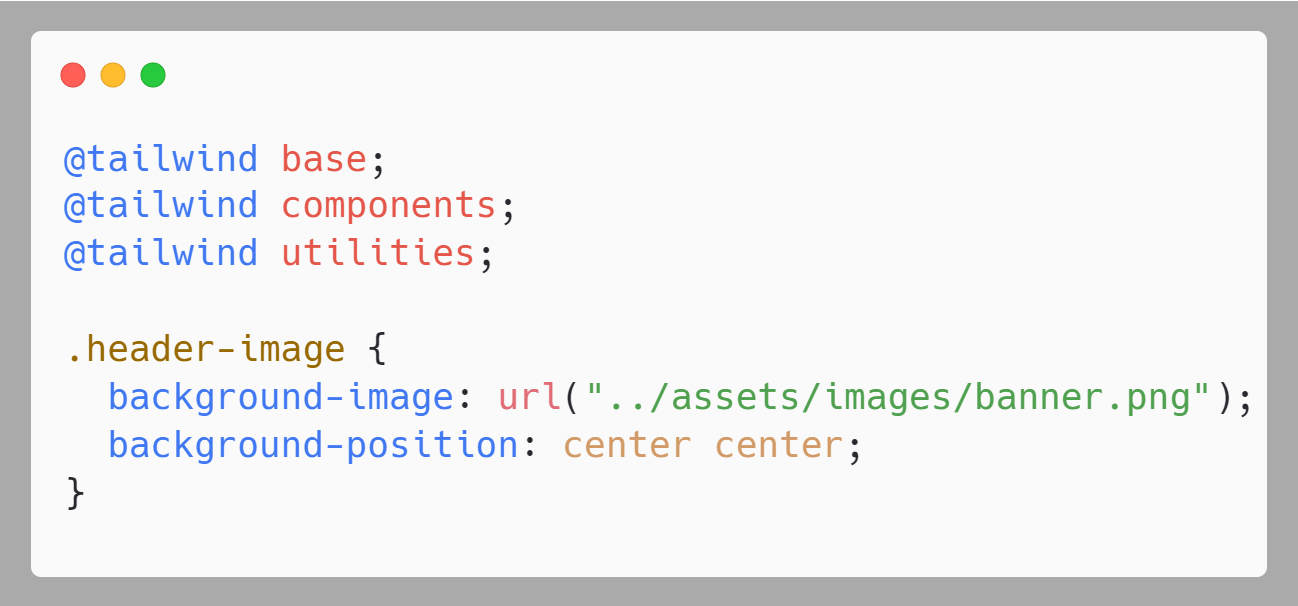 @tailwind base;
@tailwind components;
@tailwind utilities;

.header-image {
  background-image: url("../assets/images/banner.png");
  background-position: center center;
}